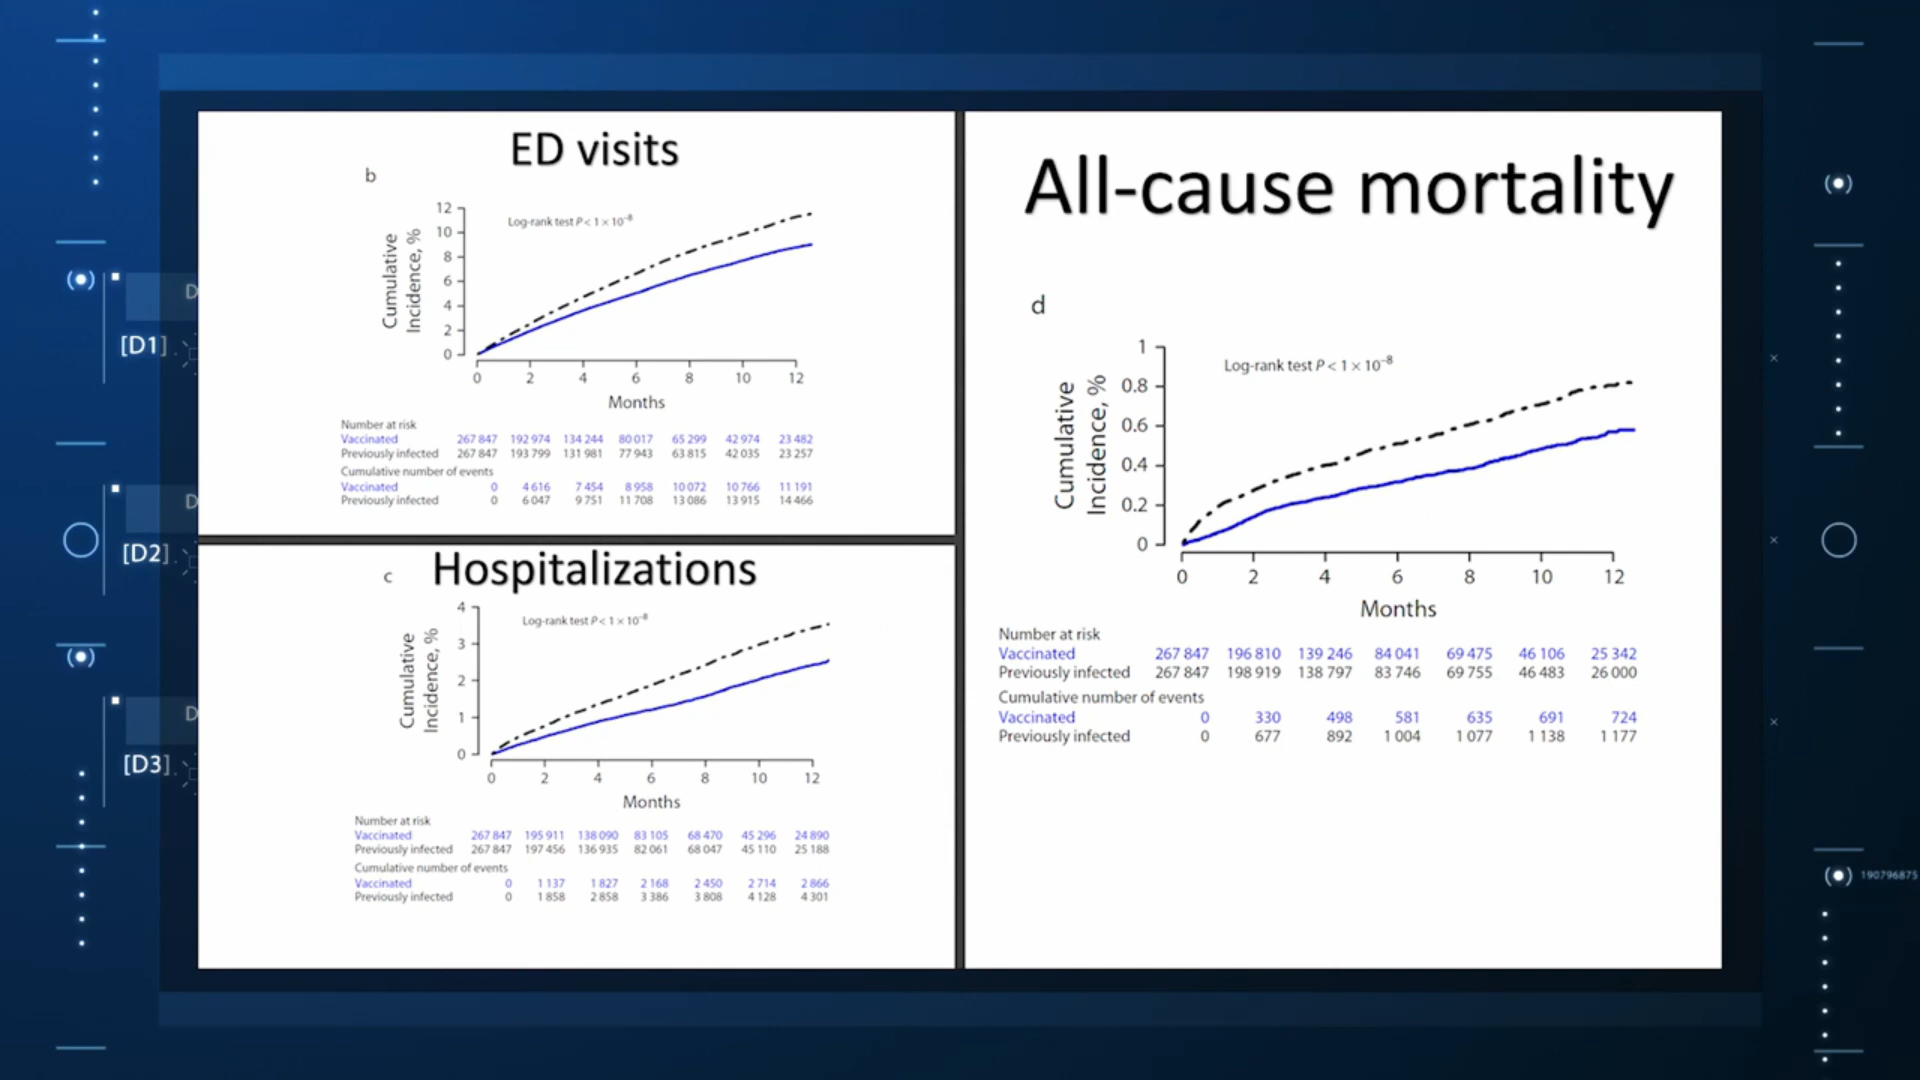 ED visits
b
12
10
8
6
4
2
0
Cumulative
Incidence, %
Log-rank test P < 1 × 10⁻⁸
0 2 4 6 8 10 12
Months
Number at risk
Vaccinated 267 847 192 974 134 244 80 017 65 299 42 974 23 482
Previously infected 267 847 193 799 131 981 77 943 63 815 42 035 23 257
Cumulative number of events
Vaccinated 0 4 616 7 454 8 958 10 072 10 766 11 191
Previously infected 0 6 047 9 751 11 708 13 086 13 915 14 466
c
Hospitalizations
4
3
2
1
0
Cumulative
Incidence, %
Log-rank test P < 1 × 10⁻⁸
0 2 4 6 8 10 12
Months
Number at risk
Vaccinated 267 847 195 911 138 090 83 105 68 470 45 296 24 890
Previously infected 267 847 197 456 136 935 82 061 68 047 45 110 25 188
Cumulative number of events
Vaccinated 0 1 137 1 827 2 168 2 450 2 714 2 866
Previously infected 0 1 858 2 858 3 386 3 808 4 128 4 301
All-cause mortality
d
1
0.8
0.6
0.4
0.2
0
Cumulative
Incidence, %
Log-rank test P < 1 × 10⁻⁸
0 2 4 6 8 10 12
Months
Number at risk
Vaccinated 267 847 196 810 139 246 84 041 69 475 46 106 25 342
Previously infected 267 847 198 919 138 797 83 746 69 755 46 483 26 000
Cumulative number of events
Vaccinated 0 330 498 581 635 691 724
Previously infected 0 677 892 1 004 1 077 1 138 1 177
D
[D1]
D
[D2]
D
[D3]
190796875